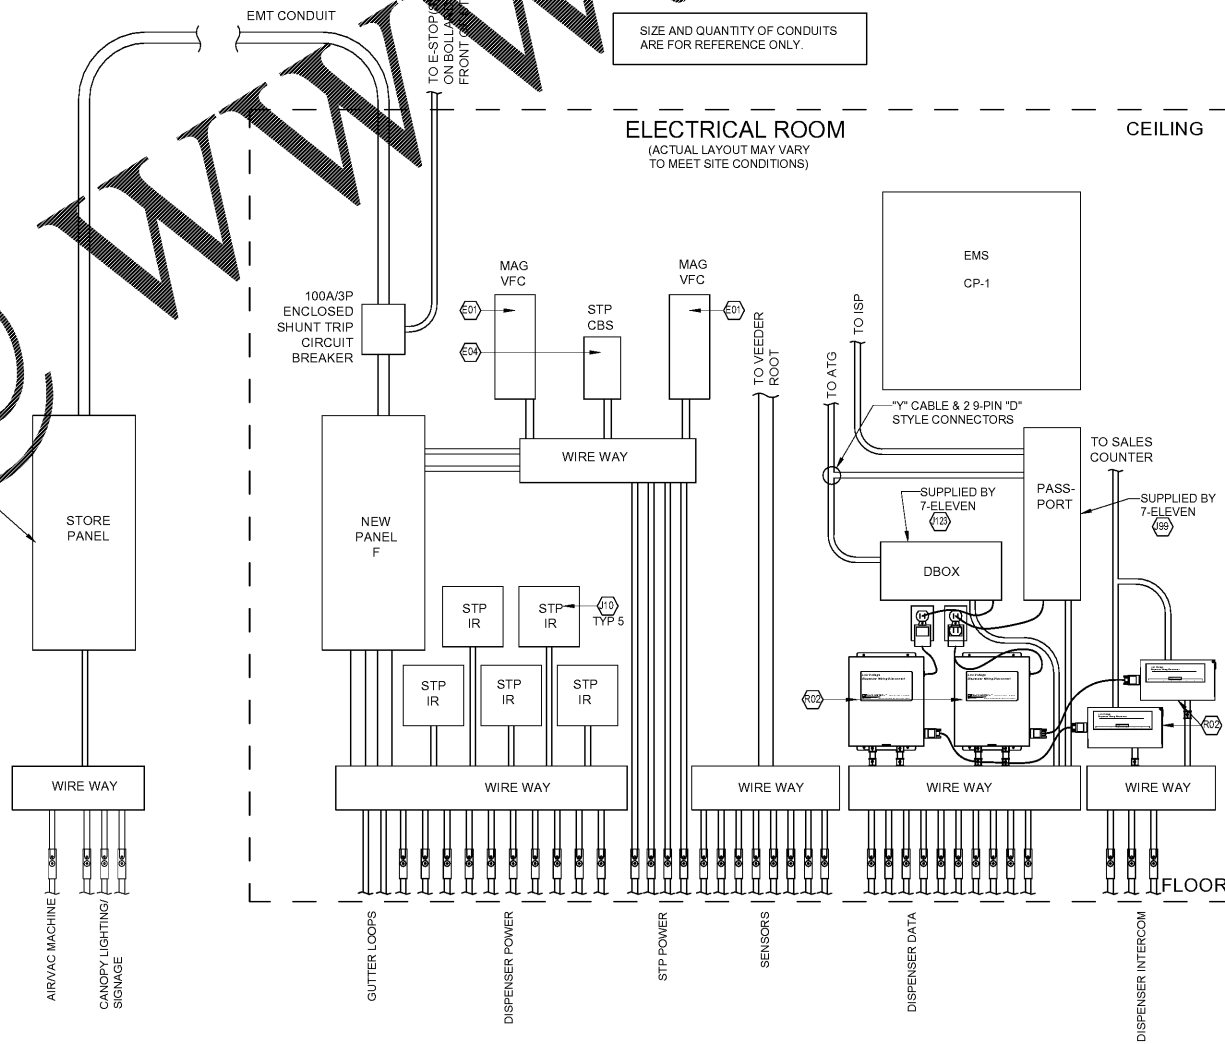 EMT CONDUIT
TO E-STOP
ON BOLLARD
FRONT
SIZE AND QUANTITY OF CONDUITS
ARE FOR REFERENCE ONLY.
WWW
ELECTRICAL ROOM
(ACTUAL LAYOUT MAY VARY
TO MEET SITE CONDITIONS)
CEILING
EMS
CP-1
MAG
VFC
MAG
VFC
STP
CBS
E01
E01
E04
100A/3P
ENCLOSED
SHUNT TRIP
CIRCUIT
BREAKER
TO VEEDER
ROOT
TO ATG
TO ISP
"Y" CABLE & 2 9-PIN "D"
STYLE CONNECTORS
TO SALES
COUNTER
WIRE WAY
STORE
PANEL
NEW
PANEL
F
SUPPLIED BY
7-ELEVEN
J123
PASS-
PORT
SUPPLIED BY
7-ELEVEN
J99
DBOX
STP
IR
STP
IR
J10
TYP 5
STP
IR
STP
IR
STP
IR
R02
R02
WIRE WAY
WIRE WAY
WIRE WAY
WIRE WAY
WIRE WAY
FLOOR
AIR/VAC MACHINE
CANOPY LIGHTING/
SIGNAGE
GUTTER LOOPS
DISPENSER POWER
STP POWER
SENSORS
DISPENSER DATA
DISPENSER INTERCOM